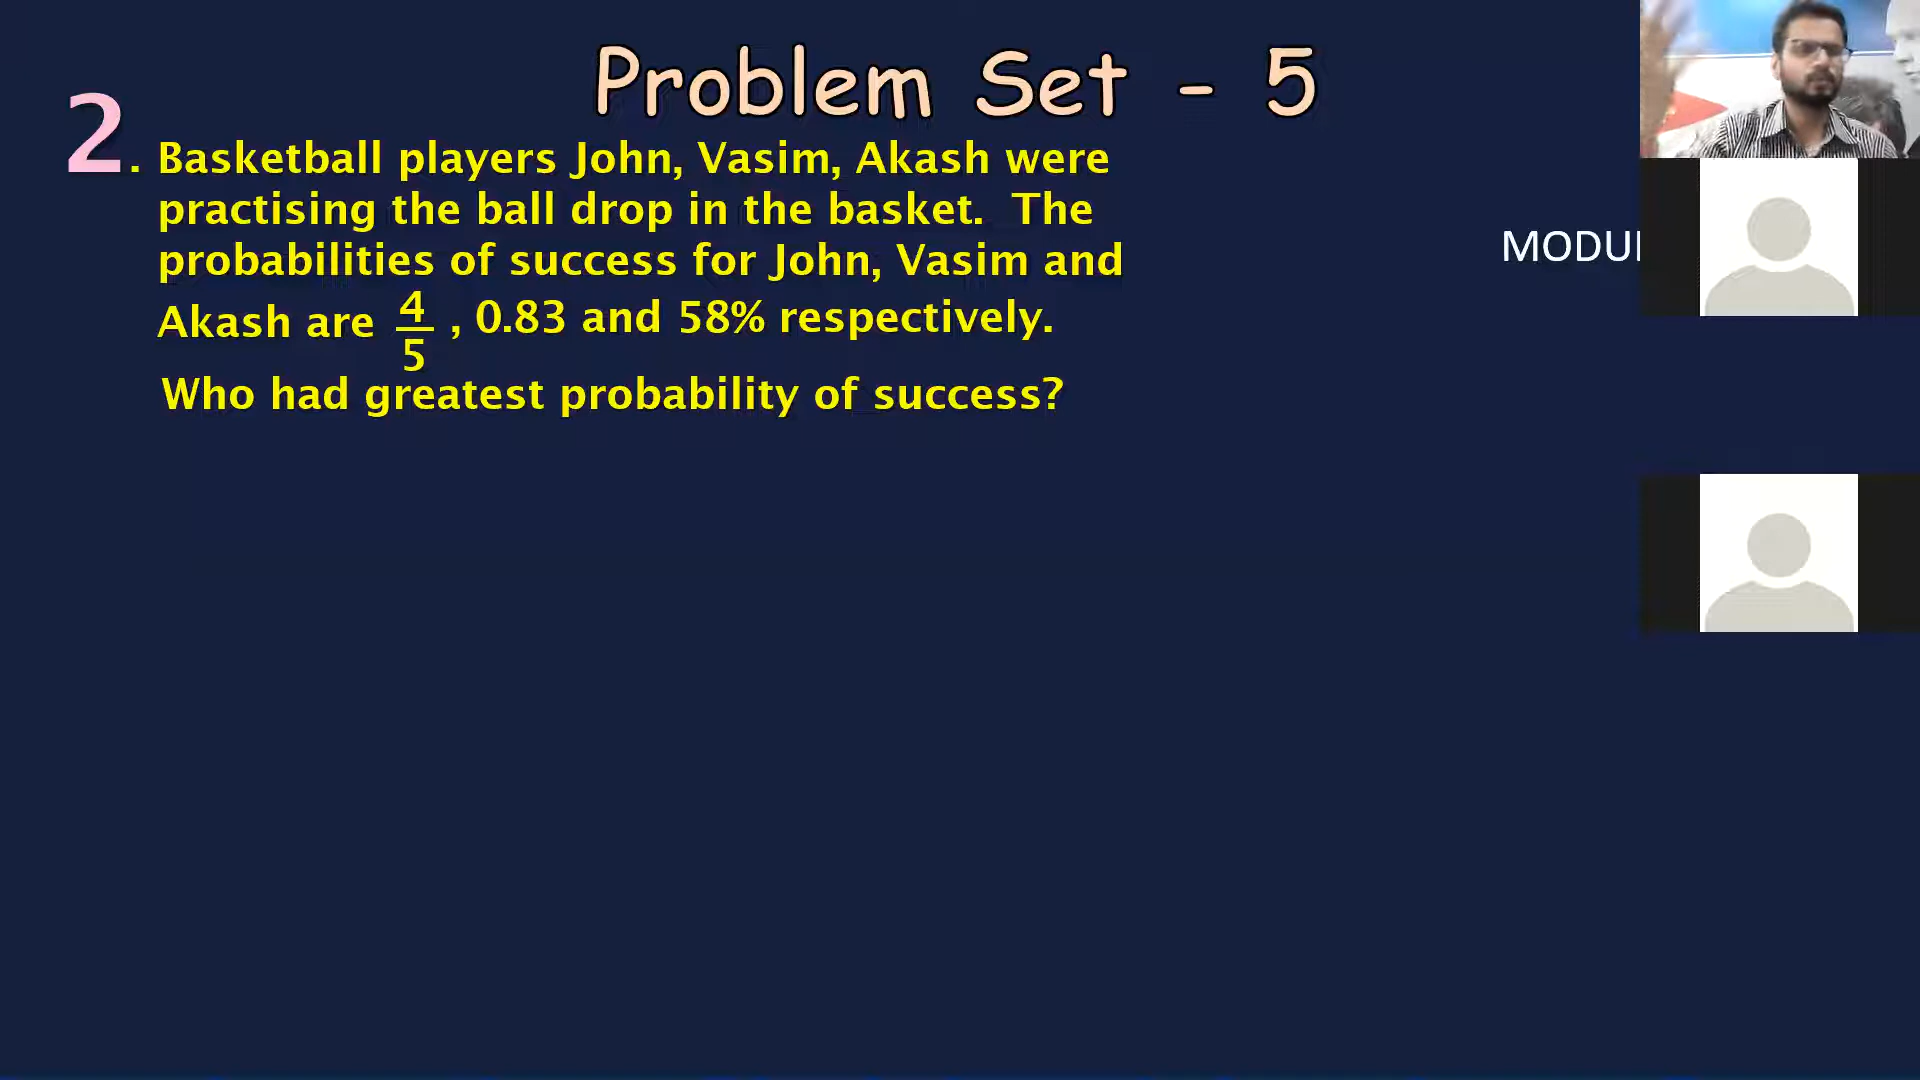 Problem Set - 5
2. Basketball players John, Vasim, Akash were
practising the ball drop in the basket. The
probabilities of success for John, Vasim and
Akash are 4/5 , 0.83 and 58% respectively.
Who had greatest probability of success?
MODU